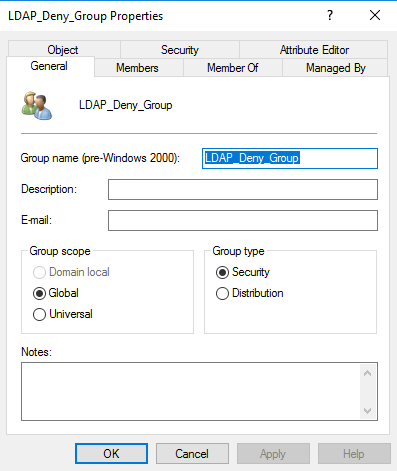 LDAP_Deny_Group Properties
?
Object Security Attribute Editor
General Members Member Of Managed By
LDAP_Deny_Group
Group name (pre-Windows 2000): LDAP_Deny_Group
Description:
E-mail:
Group scope
Domain local
Global
Universal
Group type
Security
Distribution
Notes:
OK Cancel Apply Help